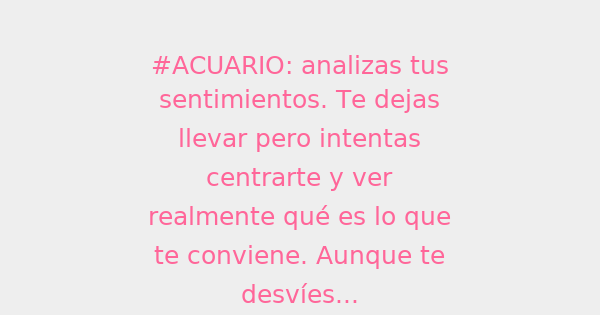 #ACUARIO: analizas tus
sentimientos. Te dejas
llevar pero intentas
centrarte y ver
realmente qué es lo que
te conviene. Aunque te
desvíes...